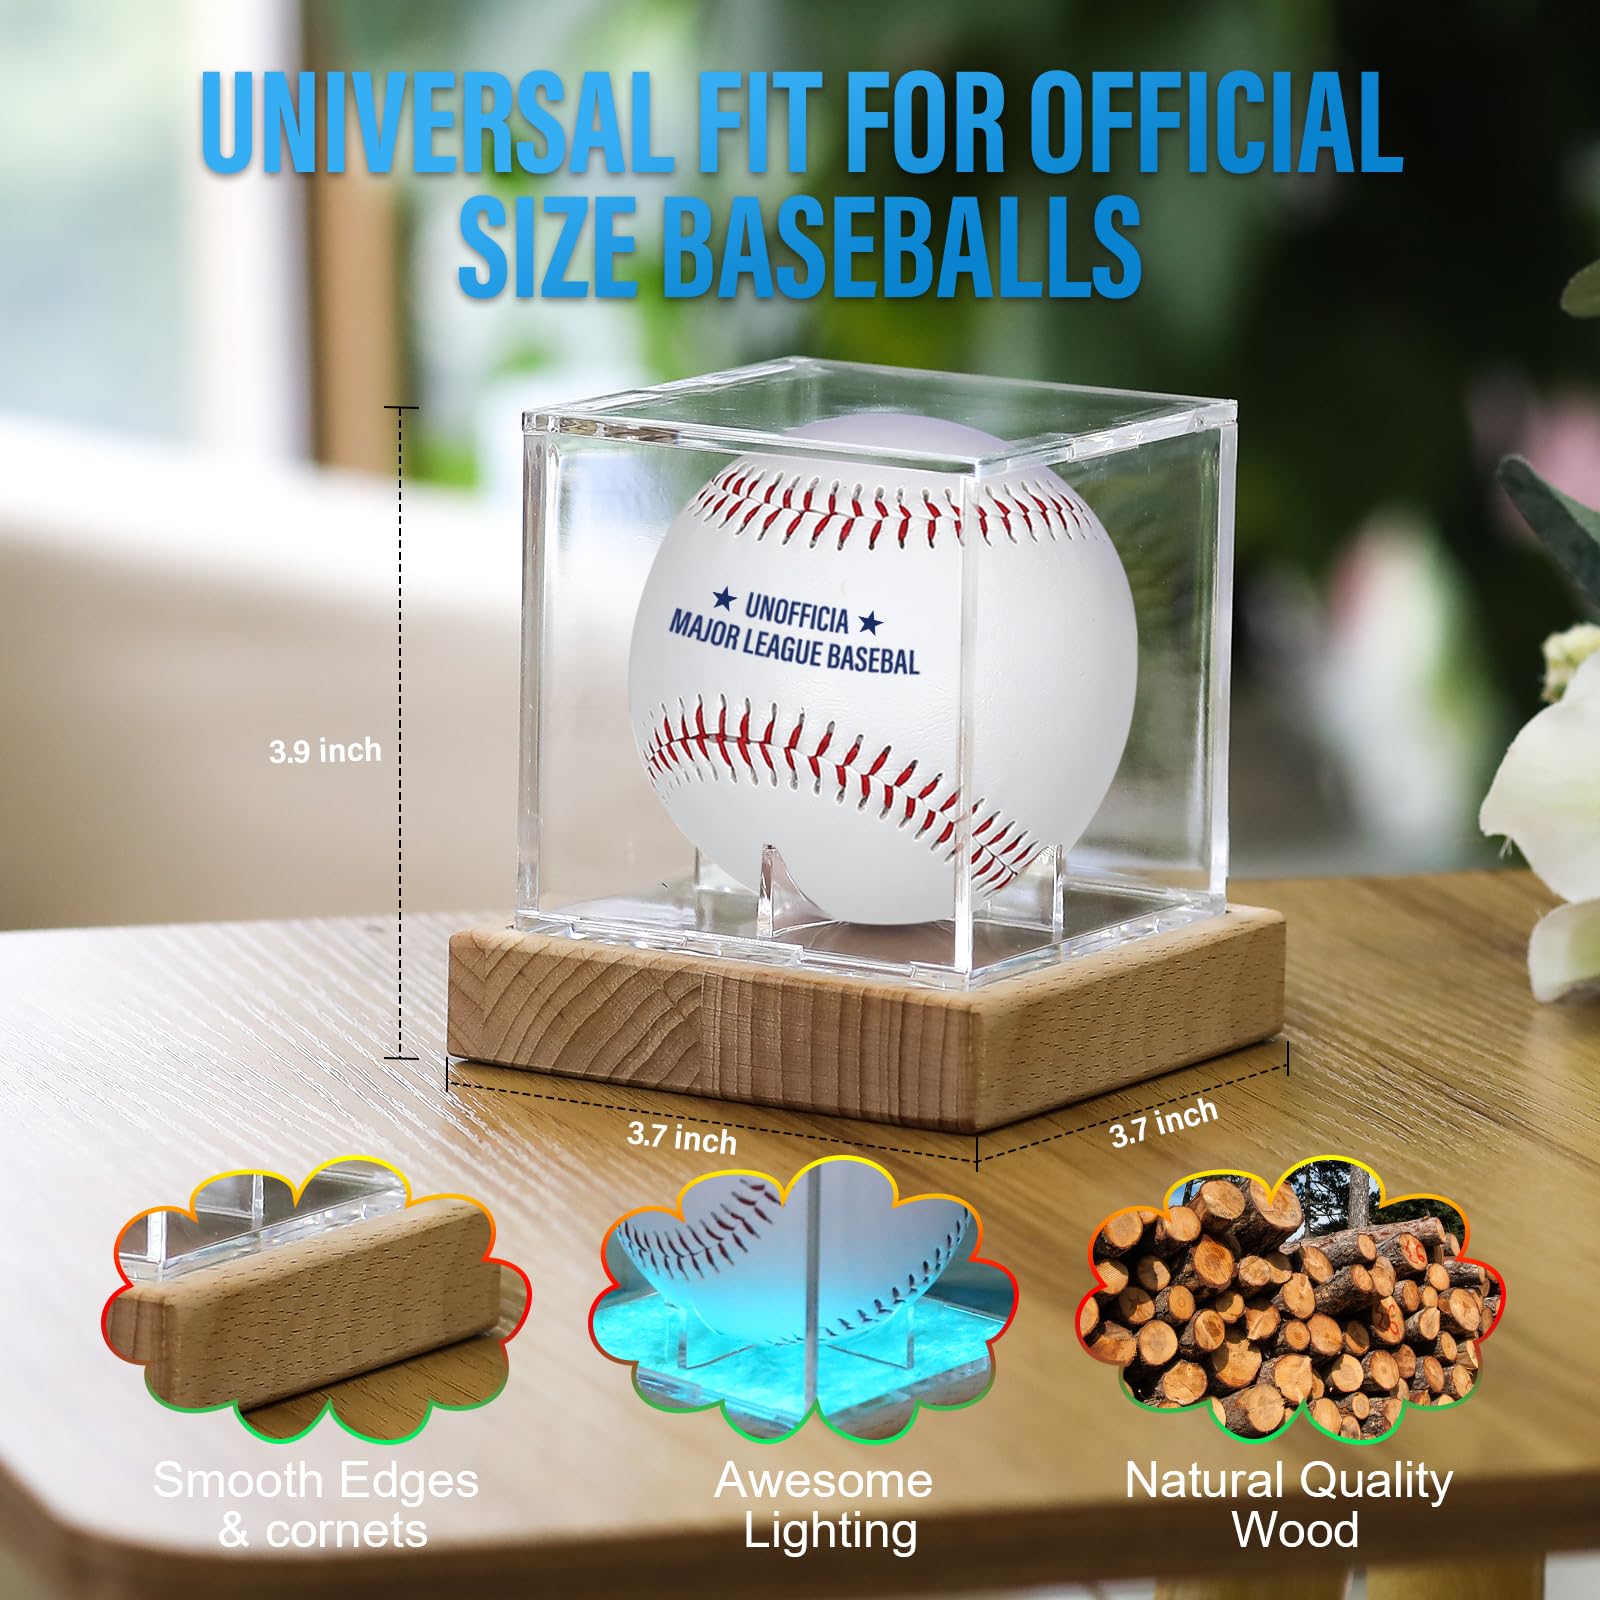 UNIVERSAL FIT FOR OFFICIAL
SIZE BASEBALLS
★ UNOFFICIA ★
MAJOR LEAGUE BASEBAL
3.9 inch
3.7 inch
3.7 inch
Smooth Edges
& cornets
Awesome
Lighting
Natural Quality
Wood